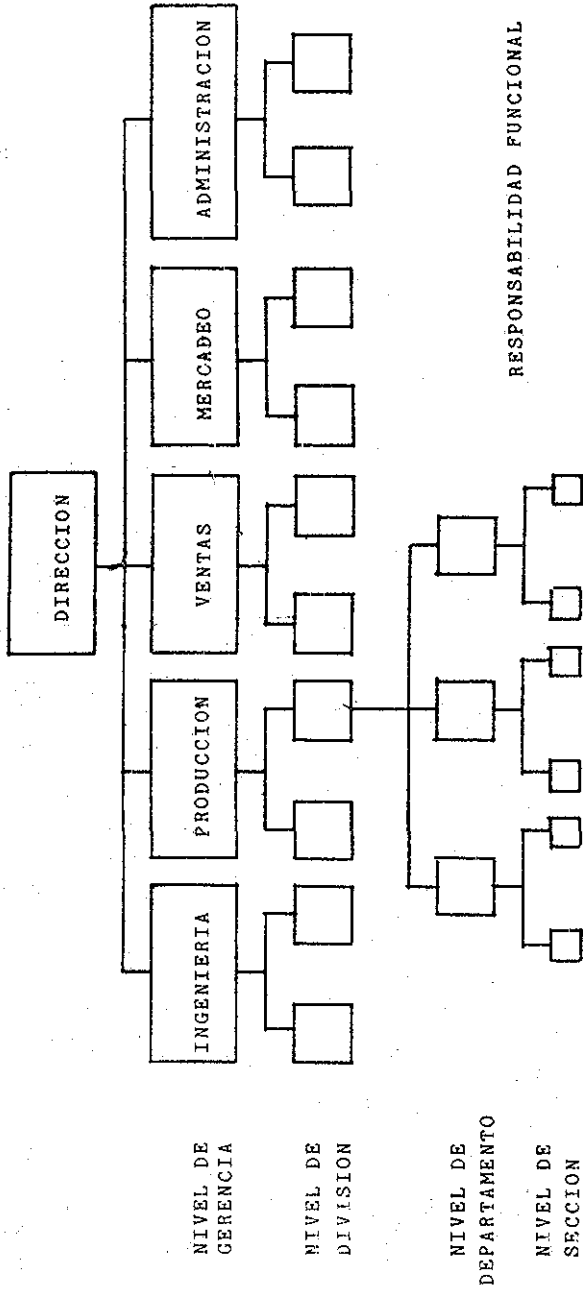 DIRECCION
INGENIERIA
PRODUCCION
VENTAS
MERCADEO
ADMINISTRACION
NIVEL DE
GERENCIA
NIVEL DE
DIVISION
NIVEL DE
DEPARTAMENTO
NIVEL DE
SECCION
RESPONSABILIDAD FUNCIONAL